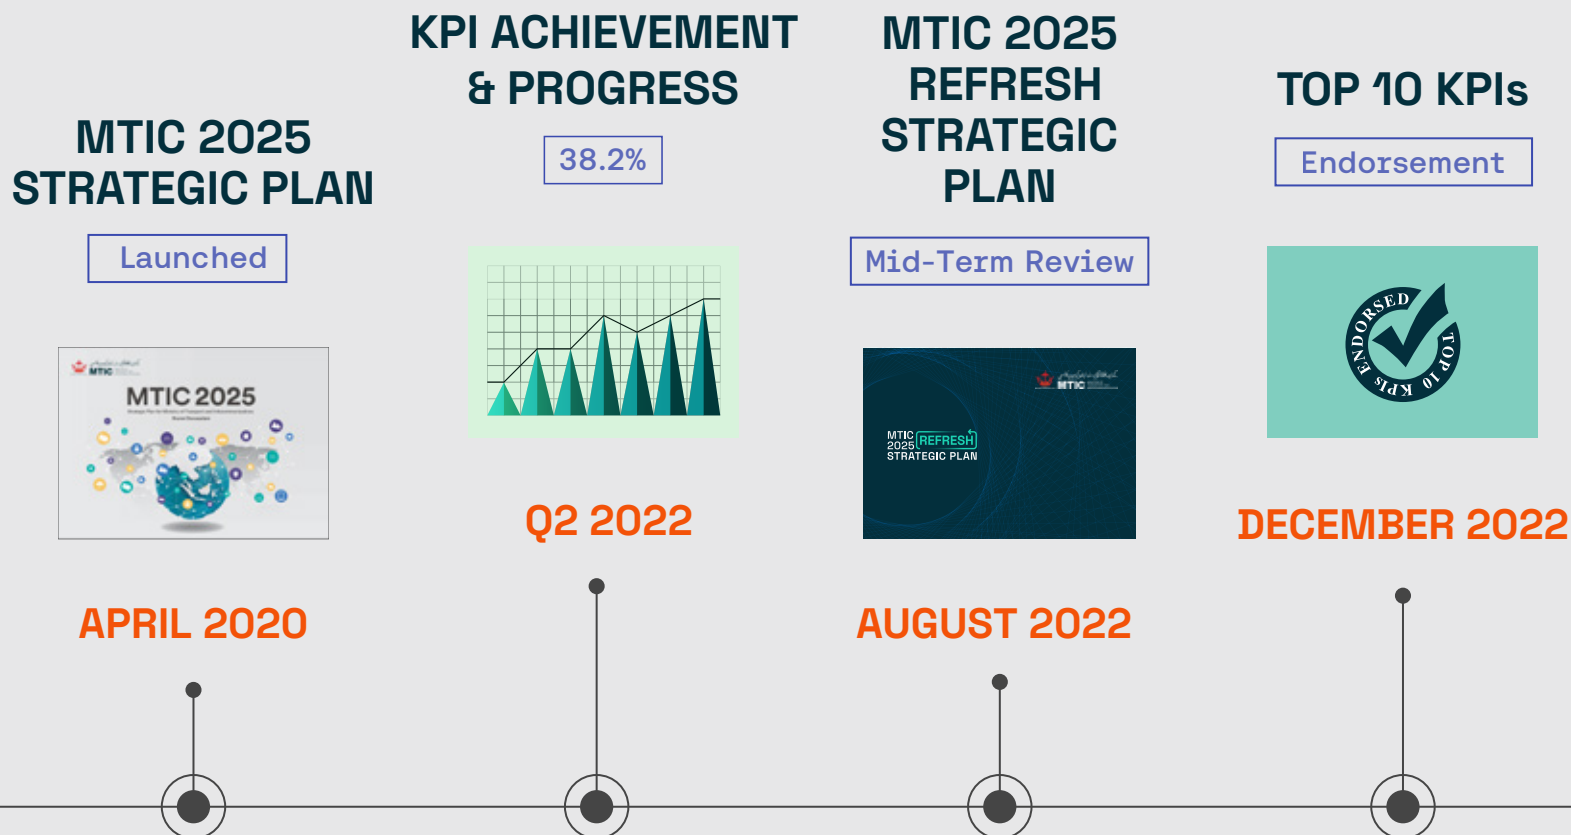 MTIC 2025
STRATEGIC PLAN
Launched
MTIC
MTIC 2025
APRIL 2020
KPI ACHIEVEMENT
& PROGRESS
38.2%
Q2 2022
MTIC 2025
REFRESH
STRATEGIC
PLAN
Mid-Term Review
MTIC
MTIC
2025 REFRESH
STRATEGIC PLAN
AUGUST 2022
TOP 10 KPIs
Endorsement
ENDORSED
TOP 10 KPIs
DECEMBER 2022